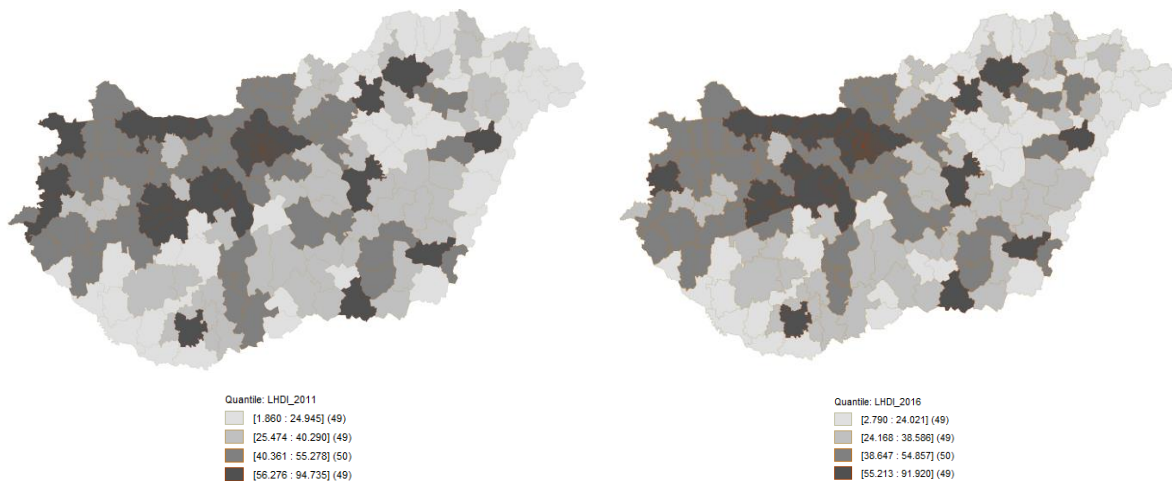 Quantile: LHDI_2011
[1.860 : 24.945] (49)
[25.474 : 40.290] (49)
[40.361 : 55.278] (50)
[56.276 : 94.735] (49)
Quantile: LHDI_2016
[2.790 : 24.021] (49)
[24.168 : 38.586] (49)
[38.647 : 54.857] (50)
[55.213 : 91.920] (49)